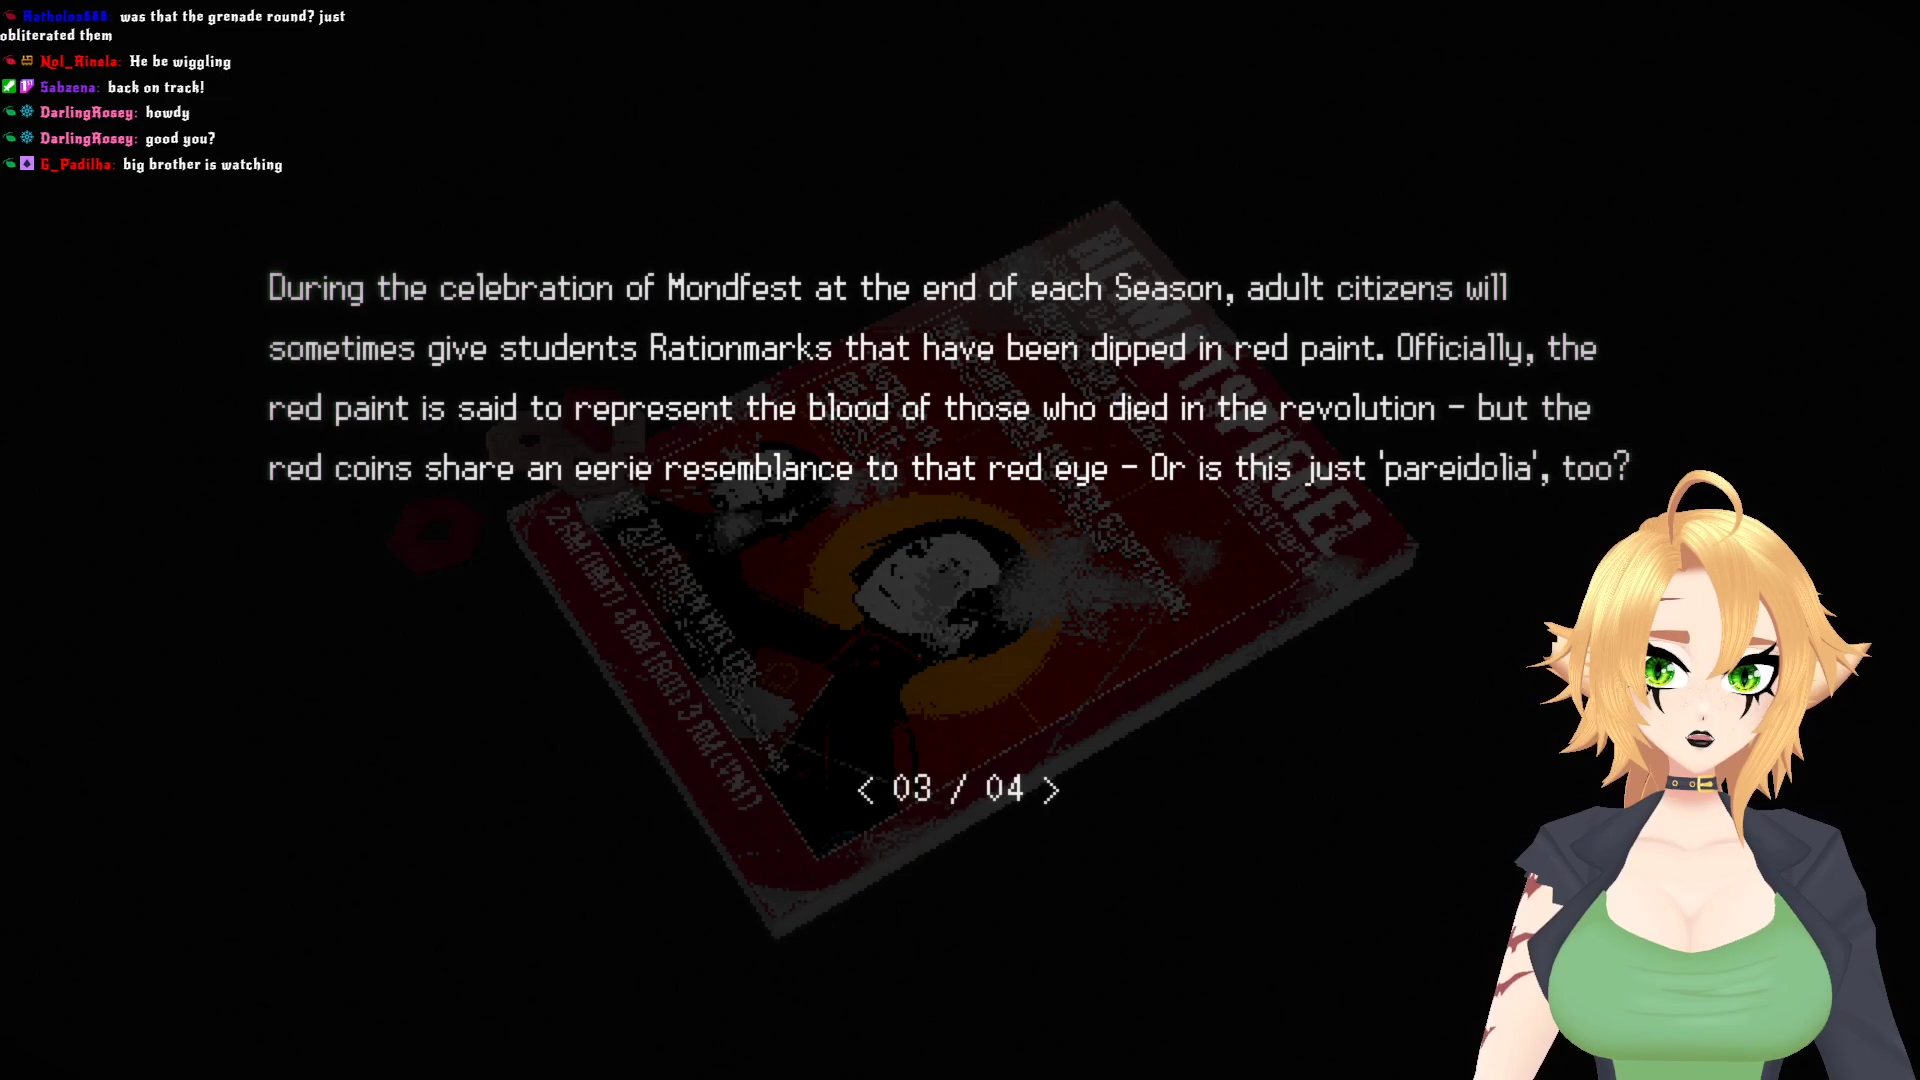 Ratholos666: was that the grenade round? just
obliterated them
Nol_Rinela: He be wiggling
Sabzena: back on track!
DarlingRosey: howdy
DarlingRosey: good you?
G_Padilha: big brother is watching
During the celebration of Mondfest at the end of each Season, adult citizens will
sometimes give students Rationmarks that have been dipped in red paint. Officially, the
red paint is said to represent the blood of those who died in the revolution - but the
red coins share an eerie resemblance to that red eye - Or is this just 'pareidolia', too?
< 03 / 04 >